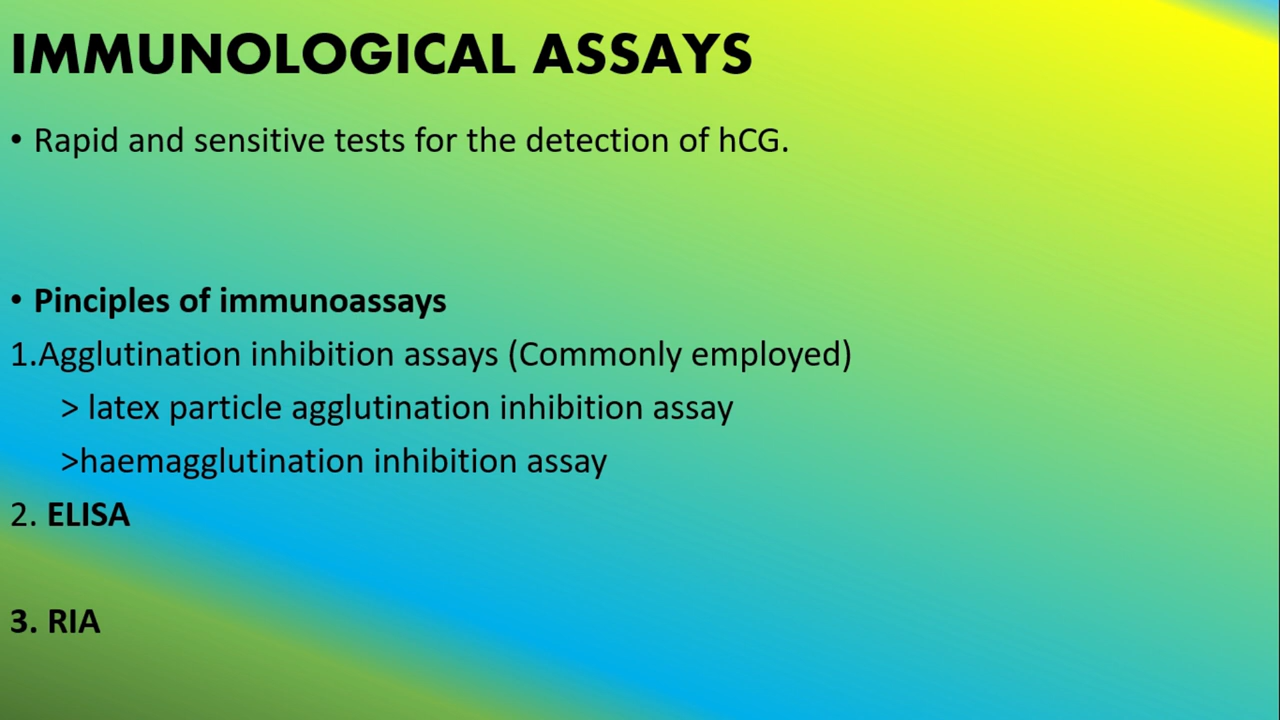 IMMUNOLOGICAL ASSAYS
• Rapid and sensitive tests for the detection of hCG.
• Pinciples of immunoassays
1.Agglutination inhibition assays (Commonly employed)
> latex particle agglutination inhibition assay
>haemagglutination inhibition assay
2. ELISA
3. RIA